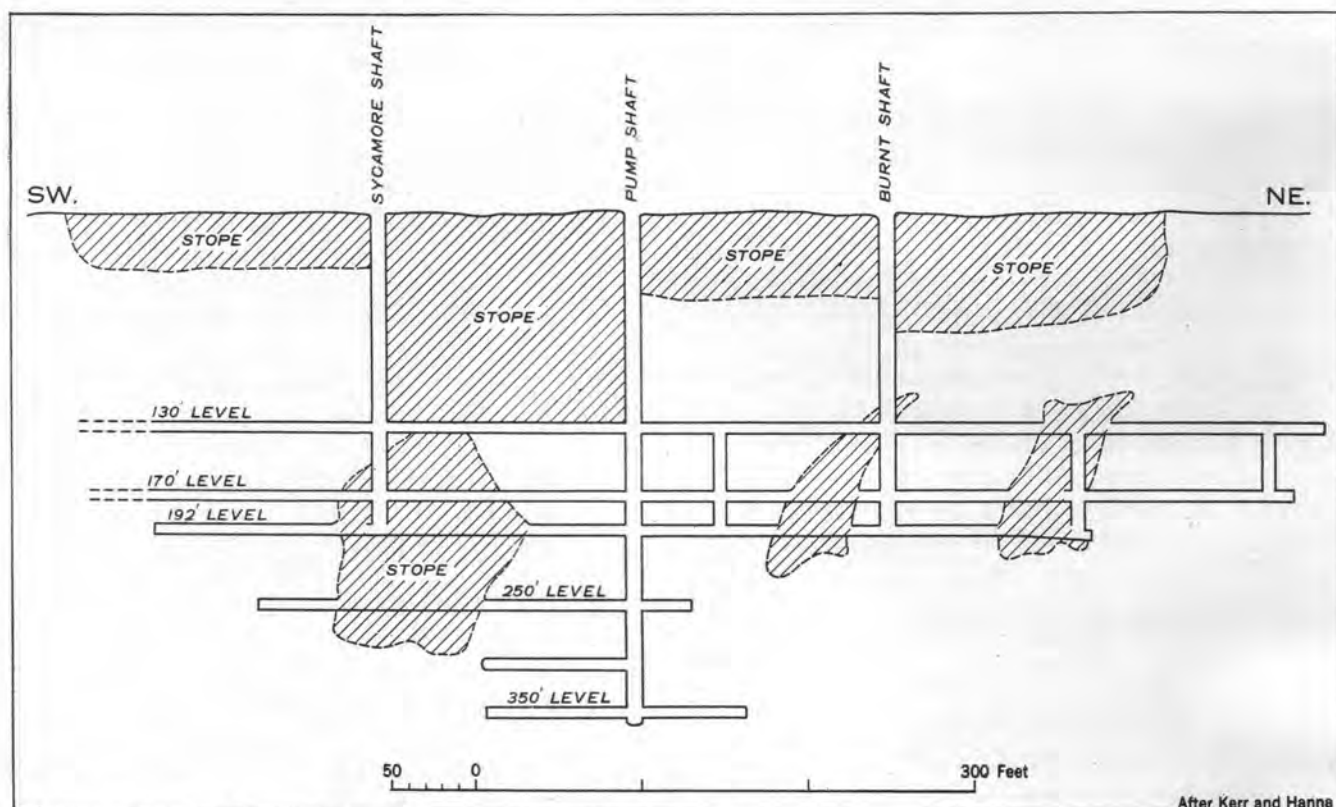 SYCAMORE SHAFT
PUMP SHAFT
BURNT SHAFT
SW.
NE.
STOPE
STOPE
STOPE
STOPE
130' LEVEL
170' LEVEL
192' LEVEL
STOPE
250' LEVEL
350' LEVEL
50 0 300 Feet
After Kerr and Hanna